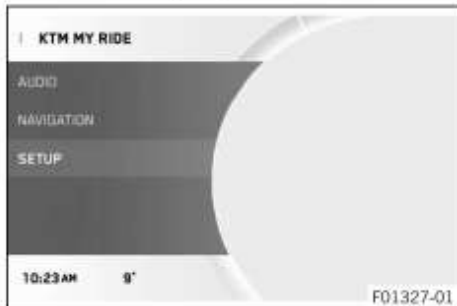 KTM MY RIDE
AUDIO
NAVIGATION
SETUP
10:23 AM 9°
F01327-01